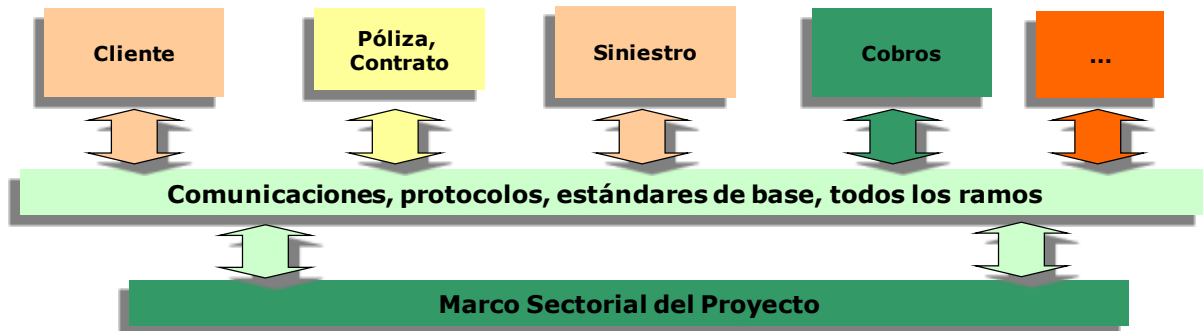 Cliente
Póliza,
Contrato
Siniestro
Cobros
...
Comunicaciones, protocolos, estándares de base, todos los ramos
Marco Sectorial del Proyecto